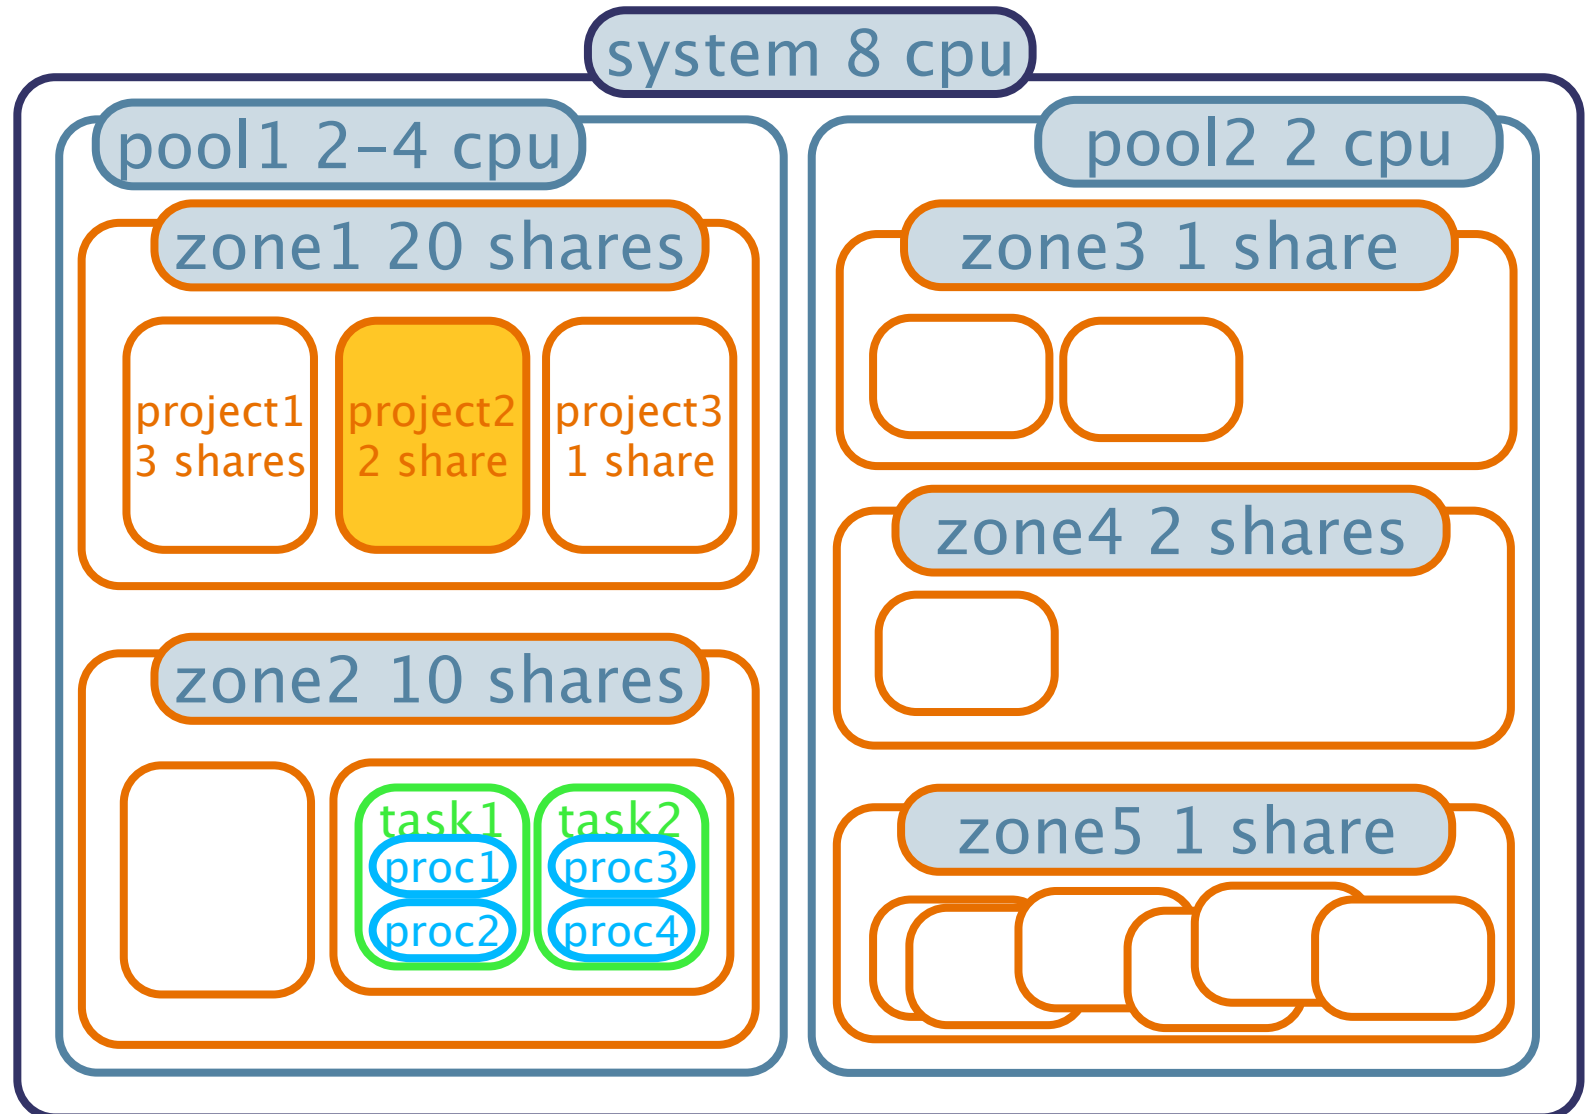 system 8 cpu
pool1 2-4 cpu
zone1 20 shares
project1
3 shares
project2
2 share
project3
1 share
zone2 10 shares
task1
proc1
proc2
task2
proc3
proc4
pool2 2 cpu
zone3 1 share
zone4 2 shares
zone5 1 share